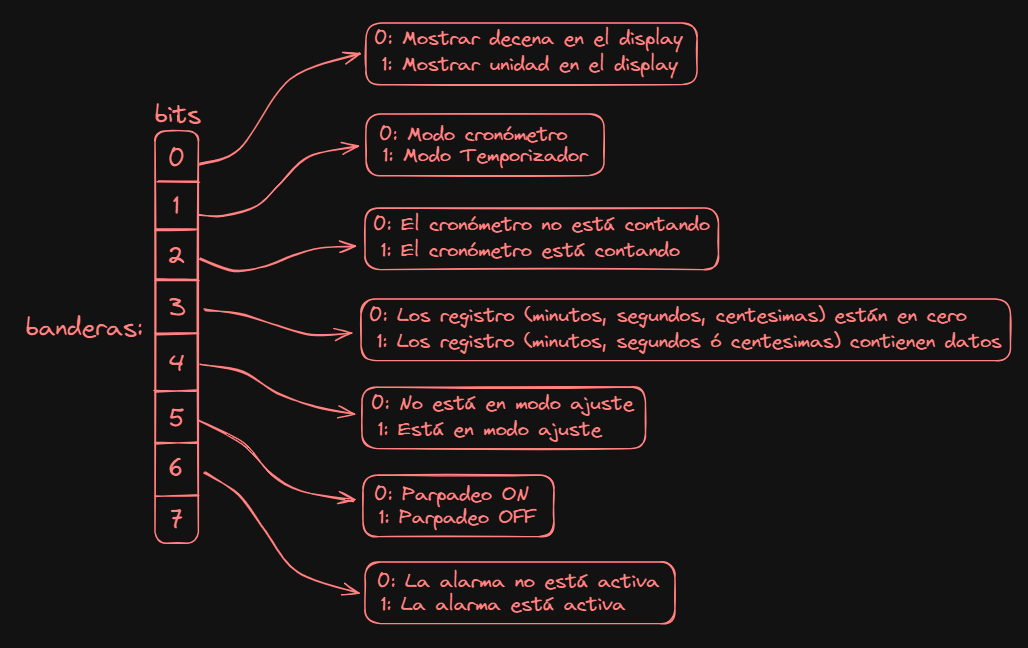 0: Mostrar decena en el display
1: Mostrar unidad en el display
bits
0
0: Modo cronómetro
1: Modo Temporizador
1
0: El cronómetro no está contando
1: El cronómetro está contando
2
banderas:
3
0: Los registro (minutos, segundos, centesimas) están en cero
1: Los registro (minutos, segundos ó centesimas) contienen datos
4
0: No está en modo ajuste
1: Está en modo ajuste
5
0: Parpadeo ON
1: Parpadeo OFF
6
7
0: La alarma no está activa
1: La alarma está activa